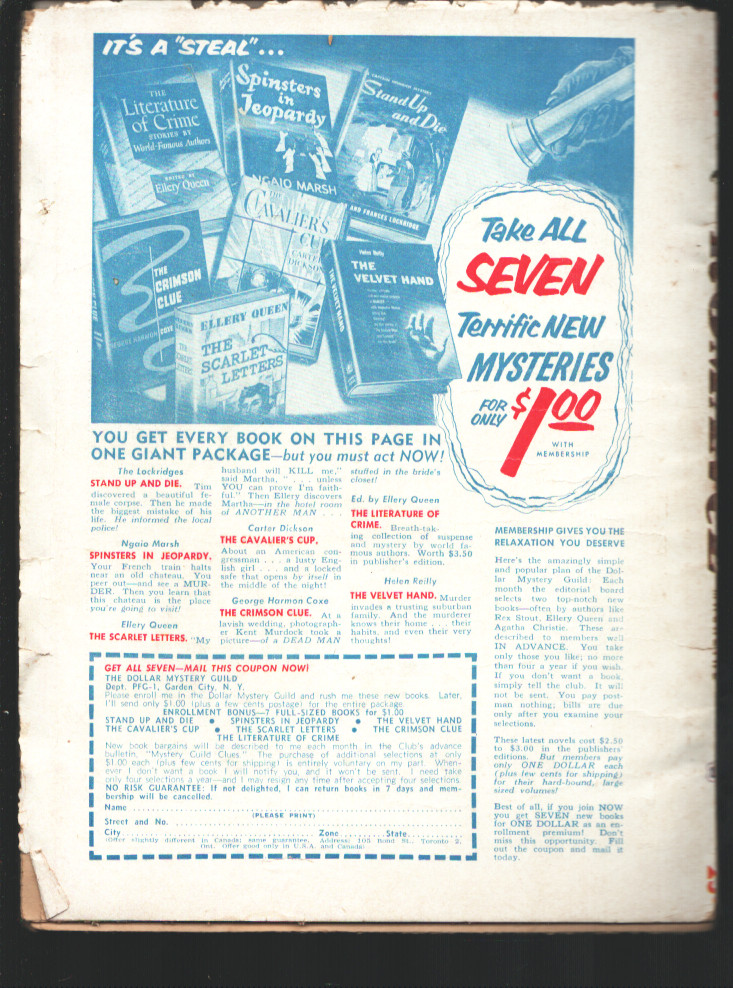 IT'S A "STEAL"...
THE
Literature
of Crime
STORIES BY
World-Famous Authors
EDITED BY
Ellery Queen
Spinsters
in
Jeopardy
NGAIO MARSH
A CAPTAIN HEIMRICH MYSTERY
Stand Up
and Die
AND FRANCES LOCKRIDGE
THE
CAVALIER'S
CUP
CARTER
DICKSON
THE
CRIMSON
CLUE
GEORGE HARMON COXE
ELLERY QUEEN
THE
SCARLET
LETTERS
Helen Reilly
THE
VELVET HAND
THE VELVET HAND
Take ALL
SEVEN
Terrific NEW
MYSTERIES
FOR
ONLY
$1.00
WITH
MEMBERSHIP
YOU GET EVERY BOOK ON THIS PAGE IN
ONE GIANT PACKAGE—but you must act NOW!
The Lockridges
STAND UP AND DIE. Tim
discovered a beautiful fe-
male corpse. Then he made
the biggest mistake of his
life. He informed the local
police!
Ngaio Marsh
SPINSTERS IN JEOPARDY.
Your French train halts
near an old chateau. You
peer out—and see a MUR-
DER. Then you learn that
this chateau is the place
you're going to visit!
Ellery Queen
THE SCARLET LETTERS. "My
husband will KILL me,"
said Martha, " . . . unless
YOU can prove I'm faith-
ful." Then Ellery discovers
Martha—in the hotel room
of ANOTHER MAN . . .
Carter Dickson
THE CAVALIER'S CUP.
About an American con-
gressman . . . a lusty Eng-
lish girl . . . and a locked
safe that opens by itself in
the middle of the night!
George Harmon Coxe
THE CRIMSON CLUE. At a
lavish wedding, photograph-
er Kent Murdock took a
picture—of a DEAD MAN
stuffed in the bride's
closet!
Ed. by Ellery Queen
THE LITERATURE OF
CRIME. Breath-tak-
ing collection of suspense
and mystery by world fa-
mous authors. Worth $3.50
in publisher's edition.
Helen Reilly
THE VELVET HAND. Murder
invades a trusting suburban
family. And the murderer
knows their home . . . their
habits, and even their very
thoughts!
MEMBERSHIP GIVES YOU THE
RELAXATION YOU DESERVE
Here's the amazingly simple
and popular plan of the Dol-
lar Mystery Guild: Each
month the editorial board
selects two top-notch new
books—often by authors like
Rex Stout, Ellery Queen and
Agatha Christie. These are
described to members well
IN ADVANCE. You take
only those you like; no more
than four a year if you wish.
If you don't want a book,
simply tell the club. It will
not be sent. You pay post-
man nothing; bills are due
only after you examine your
selections.
These latest novels cost $2.50
to $3.00 in the publishers'
editions. But members pay
only ONE DOLLAR each
(plus few cents for shipping)
for their hard-bound, large
sized volumes!
Best of all, if you join NOW
you get SEVEN new books
for ONE DOLLAR as an en-
rollment premium! Don't
miss this opportunity. Fill
out the coupon and mail it
today.
GET ALL SEVEN—MAIL THIS COUPON NOW!
THE DOLLAR MYSTERY GUILD
Dept. PFG-1, Garden City, N. Y.
Please enroll me in the Dollar Mystery Guild and rush me these new books. Later,
I'll send only $1.00 (plus a few cents postage) for the entire package.
ENROLLMENT BONUS—7 FULL-SIZED BOOKS for $1.00
STAND UP AND DIE • SPINSTERS IN JEOPARDY • THE VELVET HAND
THE CAVALIER'S CUP • THE SCARLET LETTERS • THE CRIMSON CLUE
THE LITERATURE OF CRIME
New book bargains will be described to me each month in the Club's advance
bulletin, "Mystery Guild Clues." The purchase of additional selections at only
$1.00 each (plus few cents for shipping) is entirely voluntary on my part. When-
ever I don't want a book I will notify you, and it won't be sent. I need take
only four selections a year—and I may resign any time after accepting four selections.
NO RISK GUARANTEE: If not delighted, I can return books in 7 days and mem-
bership will be cancelled.
Name
(PLEASE PRINT)
Street and No.
City Zone State
(Offer slightly different in Canada; same guarantee. Address: 105 Bond St., Toronto 2,
Ont. Offer good only in U.S.A. and Canada)